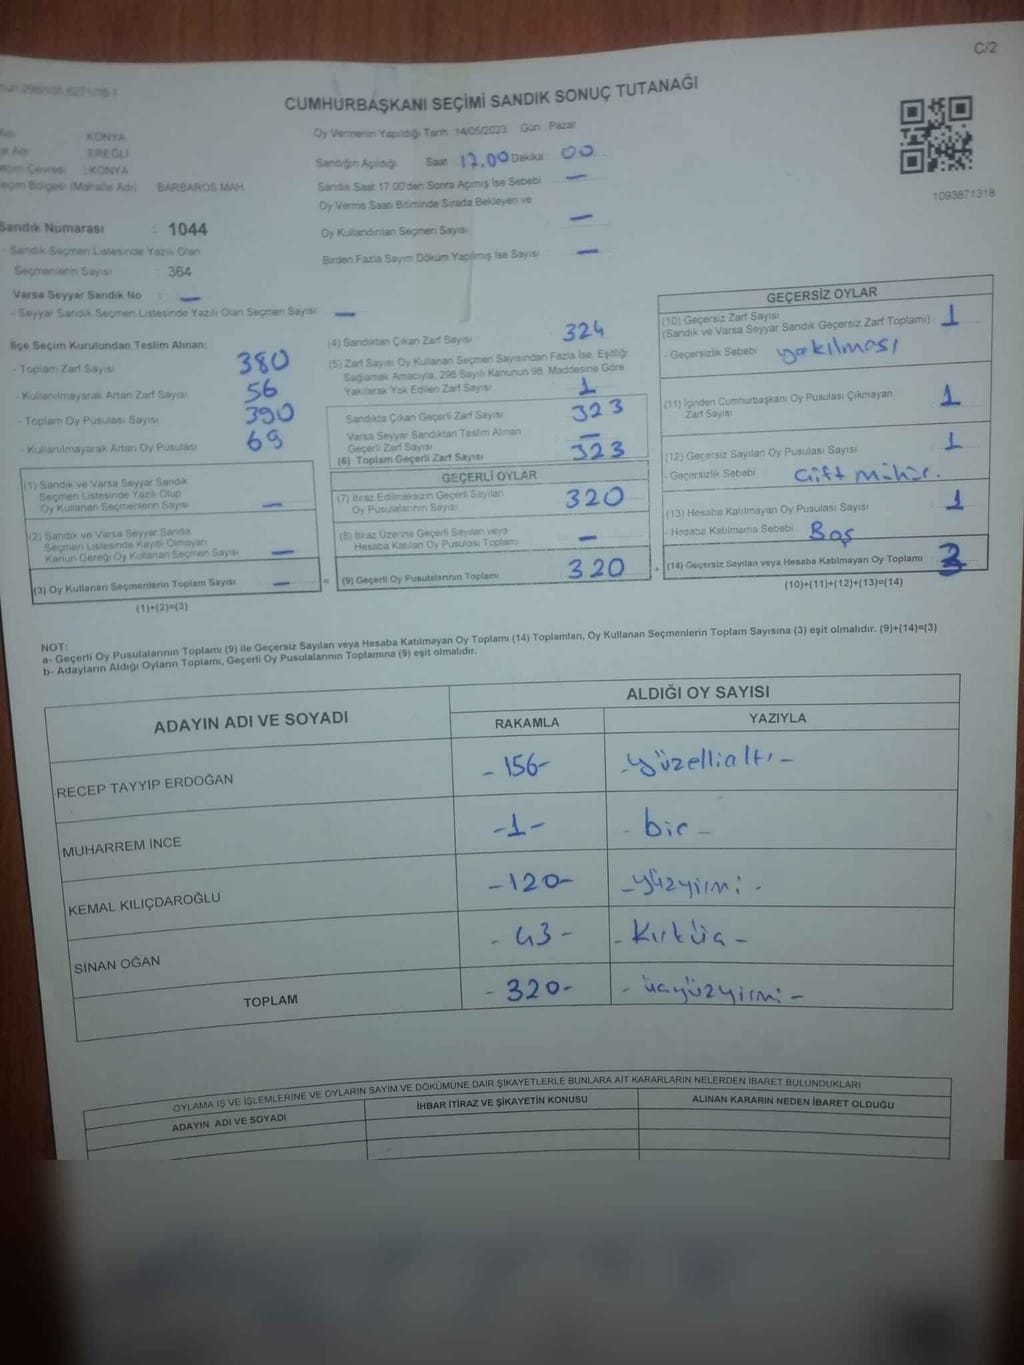 C/2
CUMHURBAŞKANI SEÇİMİ SANDIK SONUÇ TUTANAĞI
KONYA
EREĞLİ
Çevresi : KONYA
Bölgesi (Mahalle Adı) BARBAROS MAH.
Sandık Numarası : 1044
- Sandık Seçmen Listesinde Yazılı Olan
Seçmenlerin Sayısı : 364
Varsa Seyyar Sandık No : —
- Seyyar Sandık Seçmen Listesinde Yazılı Olan Seçmen Sayısı: —
Oy Vermenin Yapıldığı Tarih 14/05/2023 Gün Pazar
Sandığın Açıldığı Saat 17.00 Dakika 00
Sandık Saat 17.00'den Sonra Açılmış İse Sebebi —
Oy Verme Saati Bitiminde Sırada Bekleyen ve
Oy Kullandırılan Seçmen Sayısı —
Birden Fazla Sayım Döküm Yapılmış İse Sayısı —
1093871318
İlçe Seçim Kurulundan Teslim Alınan;
- Toplam Zarf Sayısı 380
- Kullanılmayarak Artan Zarf Sayısı 56
- Toplam Oy Pusulası Sayısı 390
- Kullanılmayarak Artan Oy Pusulası 69
(1) Sandık ve Varsa Seyyar Sandık
Seçmen Listesinde Yazılı Olup
Oy Kullanan Seçmenlerin Sayısı —
(2) Sandık ve Varsa Seyyar Sandık
Seçmen Listesinde Kayıtlı Olmayan
Kanun Gereği Oy Kullanan Seçmen Sayısı —
(3) Oy Kullanan Seçmenlerin Toplam Sayısı —
(1)+(2)=(3)
(4) Sandıktan Çıkan Zarf Sayısı 324
(5) Zarf Sayısı Oy Kullanan Seçmen Sayısından Fazla İse, Eşitliği
Sağlamak Amacıyla, 298 Sayılı Kanunun 98. Maddesine Göre
Yakılarak Yok Edilen Zarf Sayısı 1
Sandıkta Çıkan Geçerli Zarf Sayısı 323
Varsa Seyyar Sandıktan Teslim Alınan
Geçerli Zarf Sayısı —
(6) Toplam Geçerli Zarf Sayısı 323
GEÇERLİ OYLAR
(7) İtiraz Edilmeksizin Geçerli Sayılan
Oy Pusulalarının Sayısı 320
(8) İtiraz Üzerine Geçerli Sayılan veya
Hesaba Katılan Oy Pusulası Toplamı —
= (9) Geçerli Oy Pusulalarının Toplamı 320
GEÇERSİZ OYLAR
(10) Geçersiz Zarf Sayısı
(Sandık ve Varsa Seyyar Sandık Geçersiz Zarf Toplamı) : 1
- Geçersizlik Sebebi yakılması
(11) İçinden Cumhurbaşkanı Oy Pusulası Çıkmayan
Zarf Sayısı 1
(12) Geçersiz Sayılan Oy Pusulası Sayısı 1
- Geçersizlik Sebebi Çift mühür.
(13) Hesaba Katılmayan Oy Pusulası Sayısı 1
- Hesaba Katılmama Sebebi Boş
+ (14) Geçersiz Sayılan veya Hesaba Katılmayan Oy Toplamı
(10)+(11)+(12)+(13)=(14)
NOT:
a- Geçerli Oy Pusulalarının Toplamı (9) ile Geçersiz Sayılan veya Hesaba Katılmayan Oy Toplamı (14) Toplamları, Oy Kullanan Seçmenlerin Toplam Sayısına (3) eşit olmalıdır. (9)+(14)=(3)
b- Adayların Aldığı Oyların Toplamı, Geçerli Oy Pusulalarının Toplamına (9) eşit olmalıdır.
ADAYIN ADI VE SOYADI
ALDIĞI OY SAYISI
RAKAMLA YAZIYLA
RECEP TAYYİP ERDOĞAN -156- -yüzellialtı-
MUHARREM İNCE -1- - bir -
KEMAL KILIÇDAROĞLU -120- -yüzyirmi-
SİNAN OĞAN - 43 - - Kırküç -
TOPLAM - 320- - üçyüzyirmi -
OYLAMA İŞ VE İŞLEMLERİNE VE OYLARIN SAYIM VE DÖKÜMÜNE DAİR ŞİKAYETLERLE BUNLARA AİT KARARLARIN NELERDEN İBARET BULUNDUKLARI
ADAYIN ADI VE SOYADI İHBAR İTİRAZ VE ŞİKAYETİN KONUSU ALINAN KARARIN NEDEN İBARET OLDUĞU